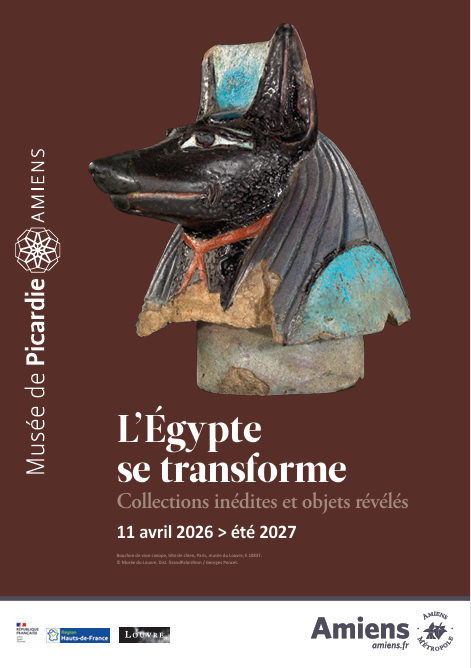 Musée de Picardie AMIENS
L'Égypte
se transforme
Collections inédites et objets révélés
11 avril 2026 > été 2027
Bouchon de vase canope, tête de chien, Paris, musée du Louvre, E 18837.
© Musée du Louvre, Dist. GrandPalaisRmn / Georges Poncet.
RÉPUBLIQUE
FRANÇAISE
Région
Hauts-de-France
LOUVRE
Amiens
amiens.fr
AMIENS
MÉTROPOLE